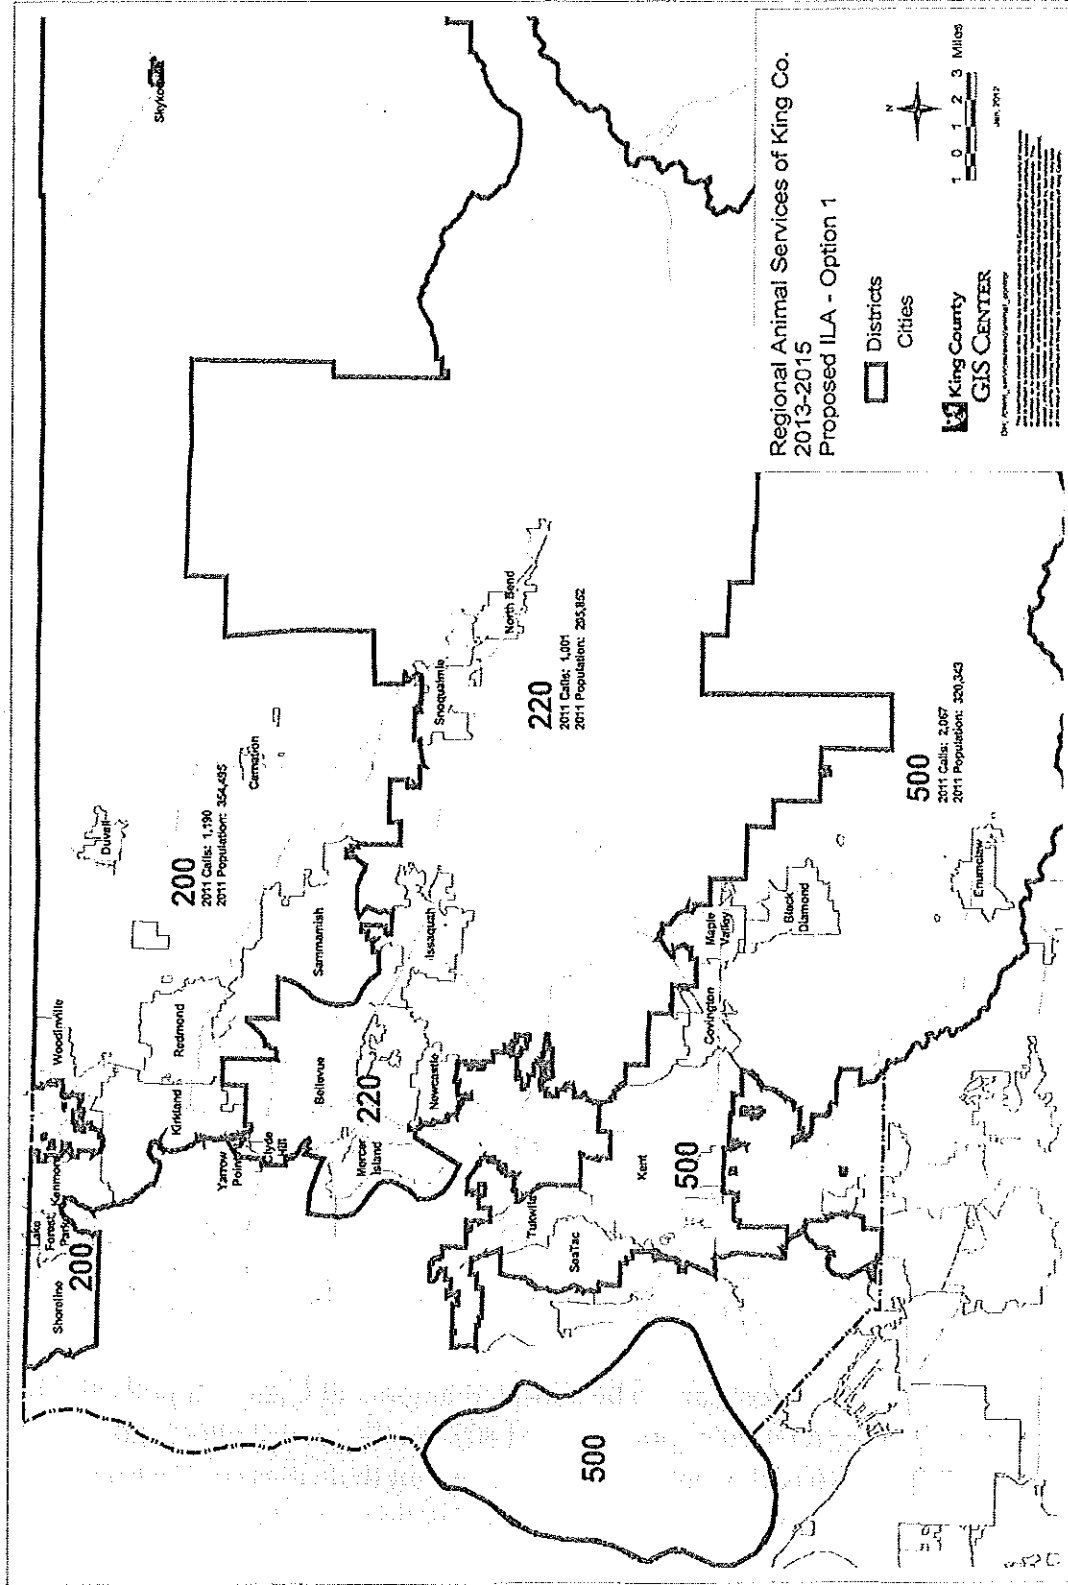 Skykomish
Duvall
Carnation
200
2011 Calls: 1,190
2011 Population: 354,495
Woodinville
Redmond
Kirkland
Sammamish
Kenmore
Lake
Forest
Park
Shoreline
200
Yarrow
Point
Clyde
Hill
Bellevue
220
Mercer
Island
Newcastle
Issaquah
Snoqualmie
North Bend
220
2011 Calls: 1,001
2011 Population: 295,852
Tukwila
SeaTac
Kent
500
Covington
Maple
Valley
Black
Diamond
Enumclaw
500
2011 Calls: 2,067
2011 Population: 320,343
500
Regional Animal Services of King Co.
2013-2015
Proposed ILA - Option 1
Districts
Cities
N
1 0 1 2 3 Miles
King County
GIS CENTER
Jan, 2012